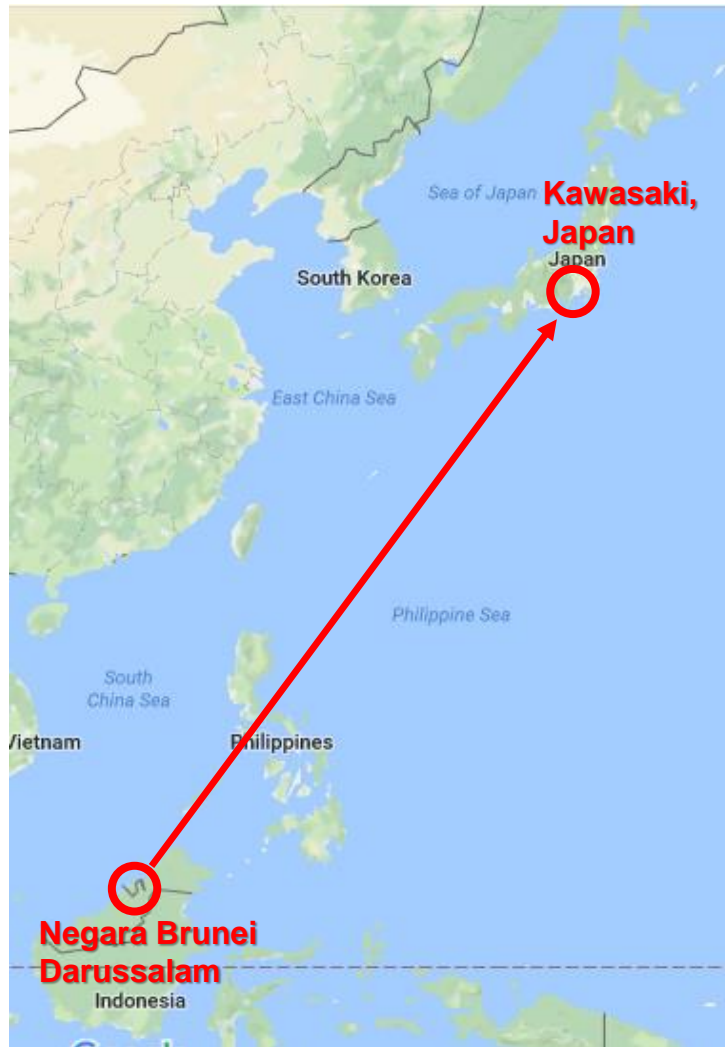 Sea of Japan
Kawasaki,
Japan
Japan
South Korea
East China Sea
Philippine Sea
South
China Sea
Vietnam
Philippines
Negara Brunei
Darussalam
Indonesia